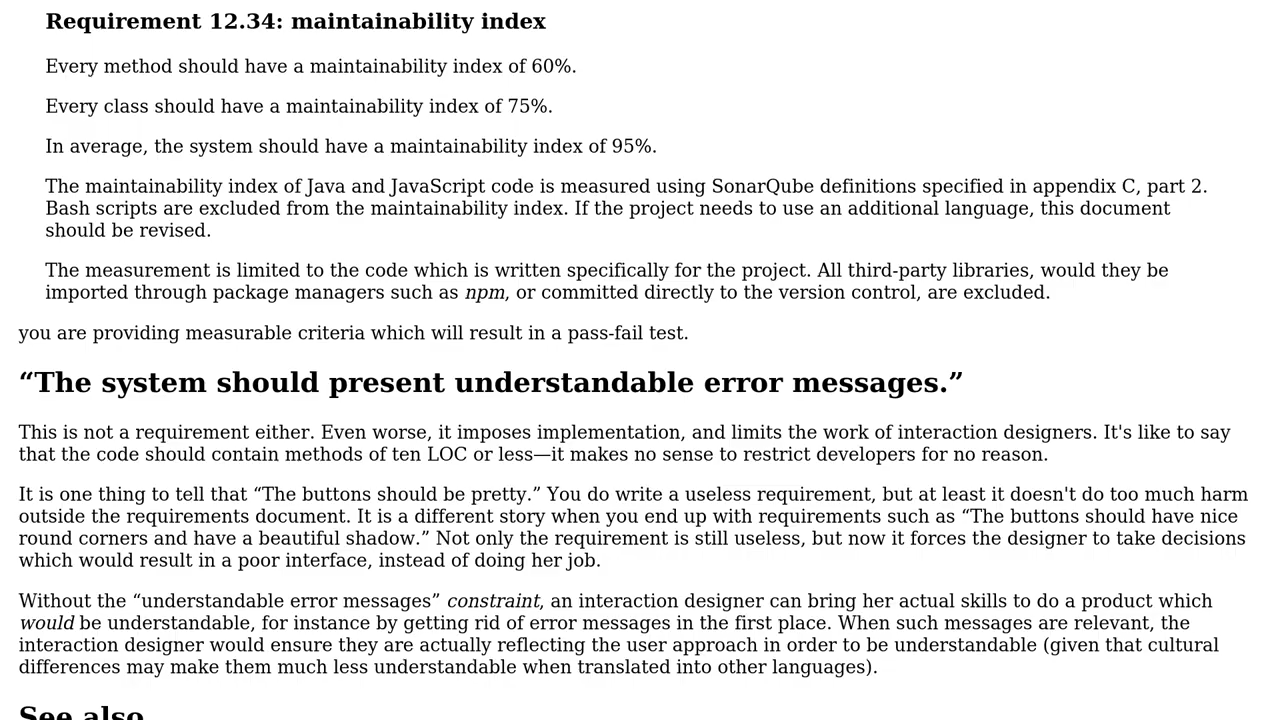 Requirement 12.34: maintainability index
Every method should have a maintainability index of 60%.
Every class should have a maintainability index of 75%.
In average, the system should have a maintainability index of 95%.
The maintainability index of Java and JavaScript code is measured using SonarQube definitions specified in appendix C, part 2.
Bash scripts are excluded from the maintainability index. If the project needs to use an additional language, this document
should be revised.
The measurement is limited to the code which is written specifically for the project. All third-party libraries, would they be
imported through package managers such as npm, or committed directly to the version control, are excluded.
you are providing measurable criteria which will result in a pass-fail test.
“The system should present understandable error messages.”
This is not a requirement either. Even worse, it imposes implementation, and limits the work of interaction designers. It's like to say
that the code should contain methods of ten LOC or less—it makes no sense to restrict developers for no reason.
It is one thing to tell that “The buttons should be pretty.” You do write a useless requirement, but at least it doesn't do too much harm
outside the requirements document. It is a different story when you end up with requirements such as “The buttons should have nice
round corners and have a beautiful shadow.” Not only the requirement is still useless, but now it forces the designer to take decisions
which would result in a poor interface, instead of doing her job.
Without the “understandable error messages” constraint, an interaction designer can bring her actual skills to do a product which
would be understandable, for instance by getting rid of error messages in the first place. When such messages are relevant, the
interaction designer would ensure they are actually reflecting the user approach in order to be understandable (given that cultural
differences may make them much less understandable when translated into other languages).
See also